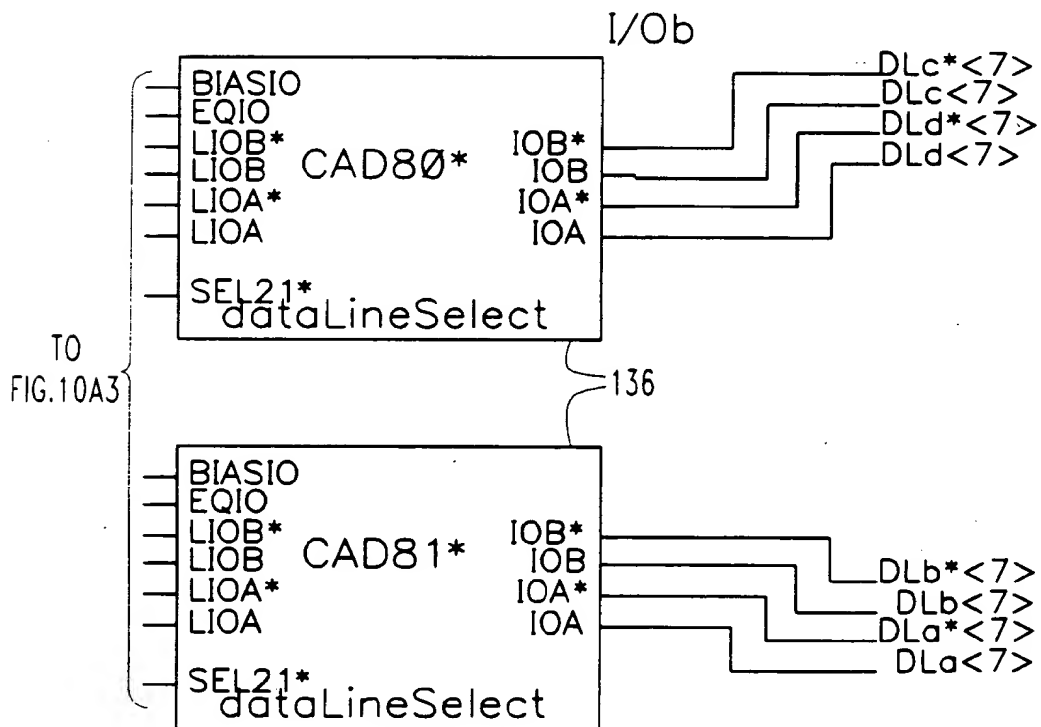 I/Ob
BIASIO
EQIO
LIOB*
LIOB
LIOA*
LIOA
SEL21*
CAD80*
dataLineSelect
IOB*
IOB
IOA*
IOA
DLc*<7>
DLc<7>
DLd*<7>
DLd<7>
TO
FIG.10A3
136
BIASIO
EQIO
LIOB*
LIOB
LIOA*
LIOA
SEL21*
CAD81*
dataLineSelect
IOB*
IOB
IOA*
IOA
DLb*<7>
DLb<7>
DLa*<7>
DLa<7>